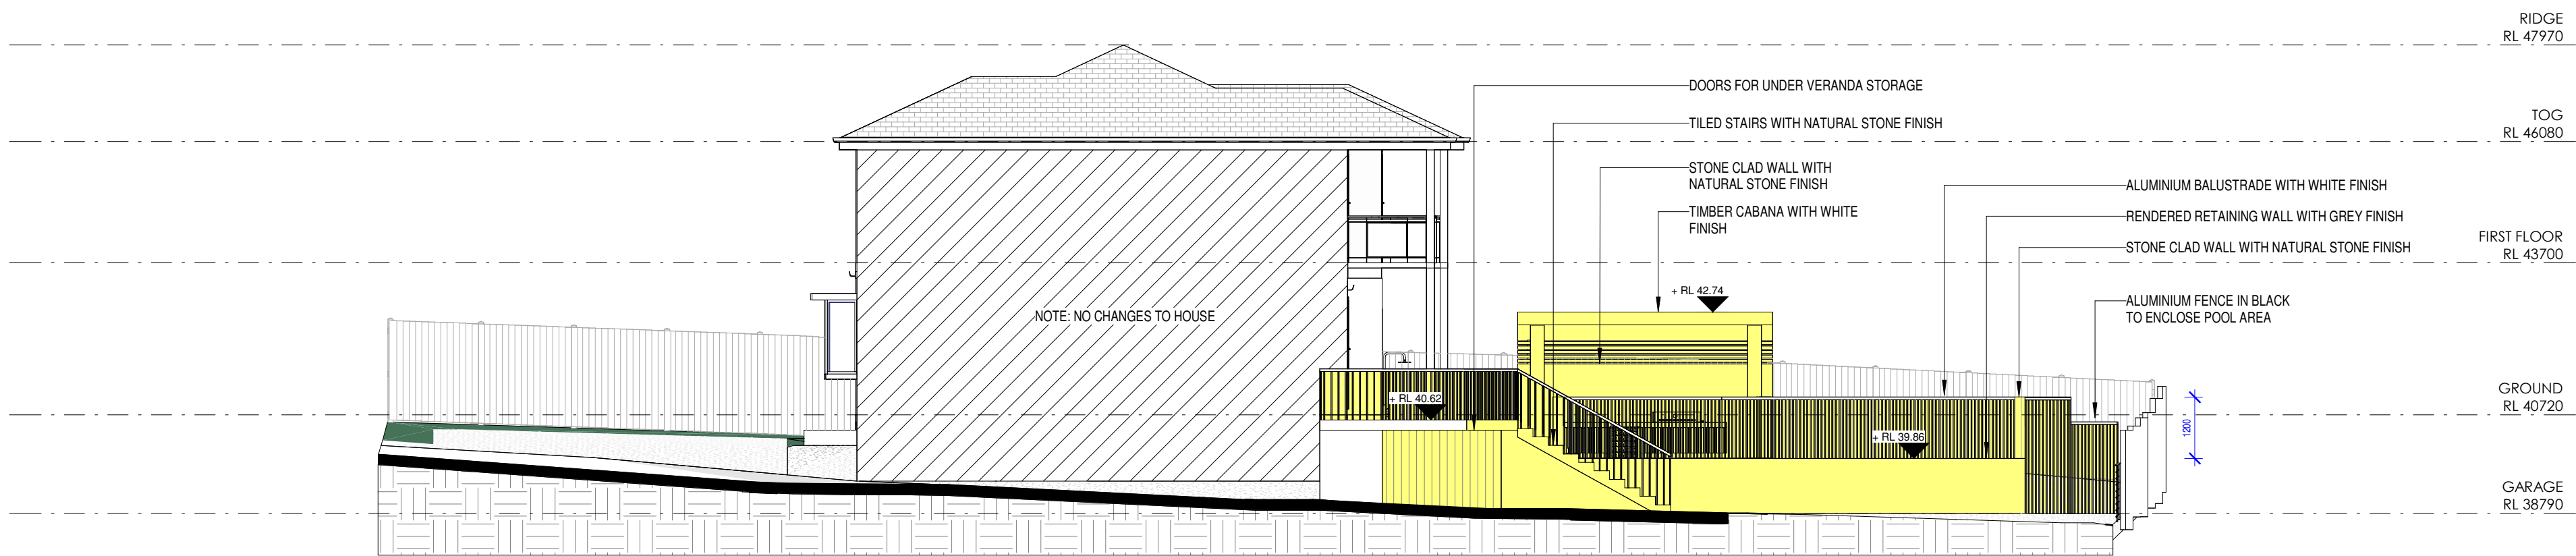 RIDGE
RL 47970
DOORS FOR UNDER VERANDA STORAGE
TOG
RL 46080
TILED STAIRS WITH NATURAL STONE FINISH
STONE CLAD WALL WITH
NATURAL STONE FINISH
ALUMINIUM BALUSTRADE WITH WHITE FINISH
TIMBER CABANA WITH WHITE
FINISH
RENDERED RETAINING WALL WITH GREY FINISH
FIRST FLOOR
RL 43700
STONE CLAD WALL WITH NATURAL STONE FINISH
+ RL 42.74
ALUMINIUM FENCE IN BLACK
TO ENCLOSE POOL AREA
NOTE: NO CHANGES TO HOUSE
GROUND
RL 40720
+ RL 40.62
1200
+ RL 39.86
GARAGE
RL 38790